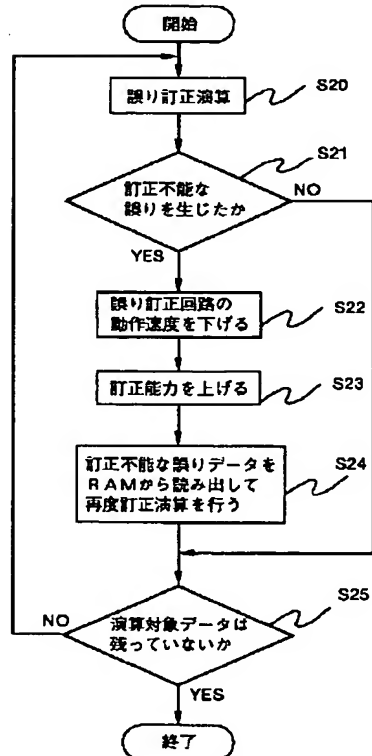 開始
誤り訂正演算
S20
S21
訂正不能な
誤りを生じたか
NO
YES
誤り訂正回路の
動作速度を下げる
S22
訂正能力を上げる
S23
訂正不能な誤りデータを
RAMから読み出して
再度訂正演算を行う
S24
S25
NO
演算対象データは
残っていないか
YES
終了